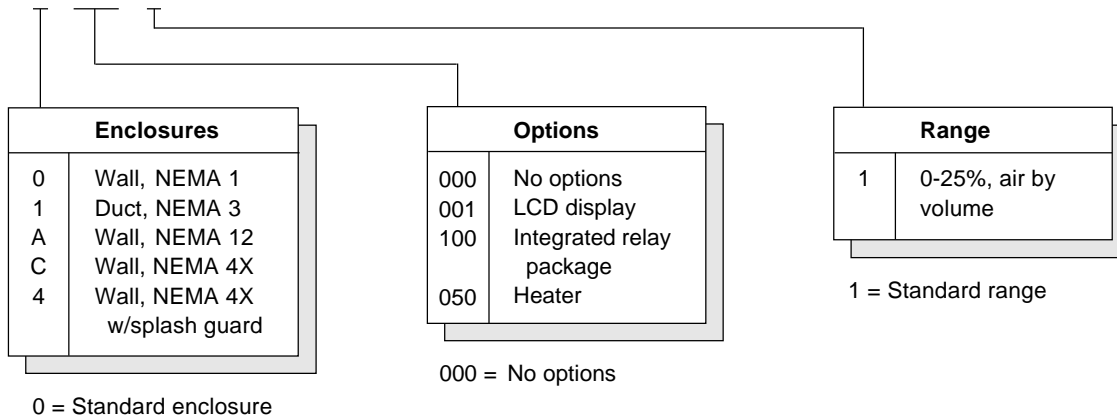 Enclosures
0 Wall, NEMA 1
1 Duct, NEMA 3
A Wall, NEMA 12
C Wall, NEMA 4X
4 Wall, NEMA 4X
w/splash guard
0 = Standard enclosure
Options
000 No options
001 LCD display
100 Integrated relay
package
050 Heater
000 = No options
Range
1 0-25%, air by
volume
1 = Standard range